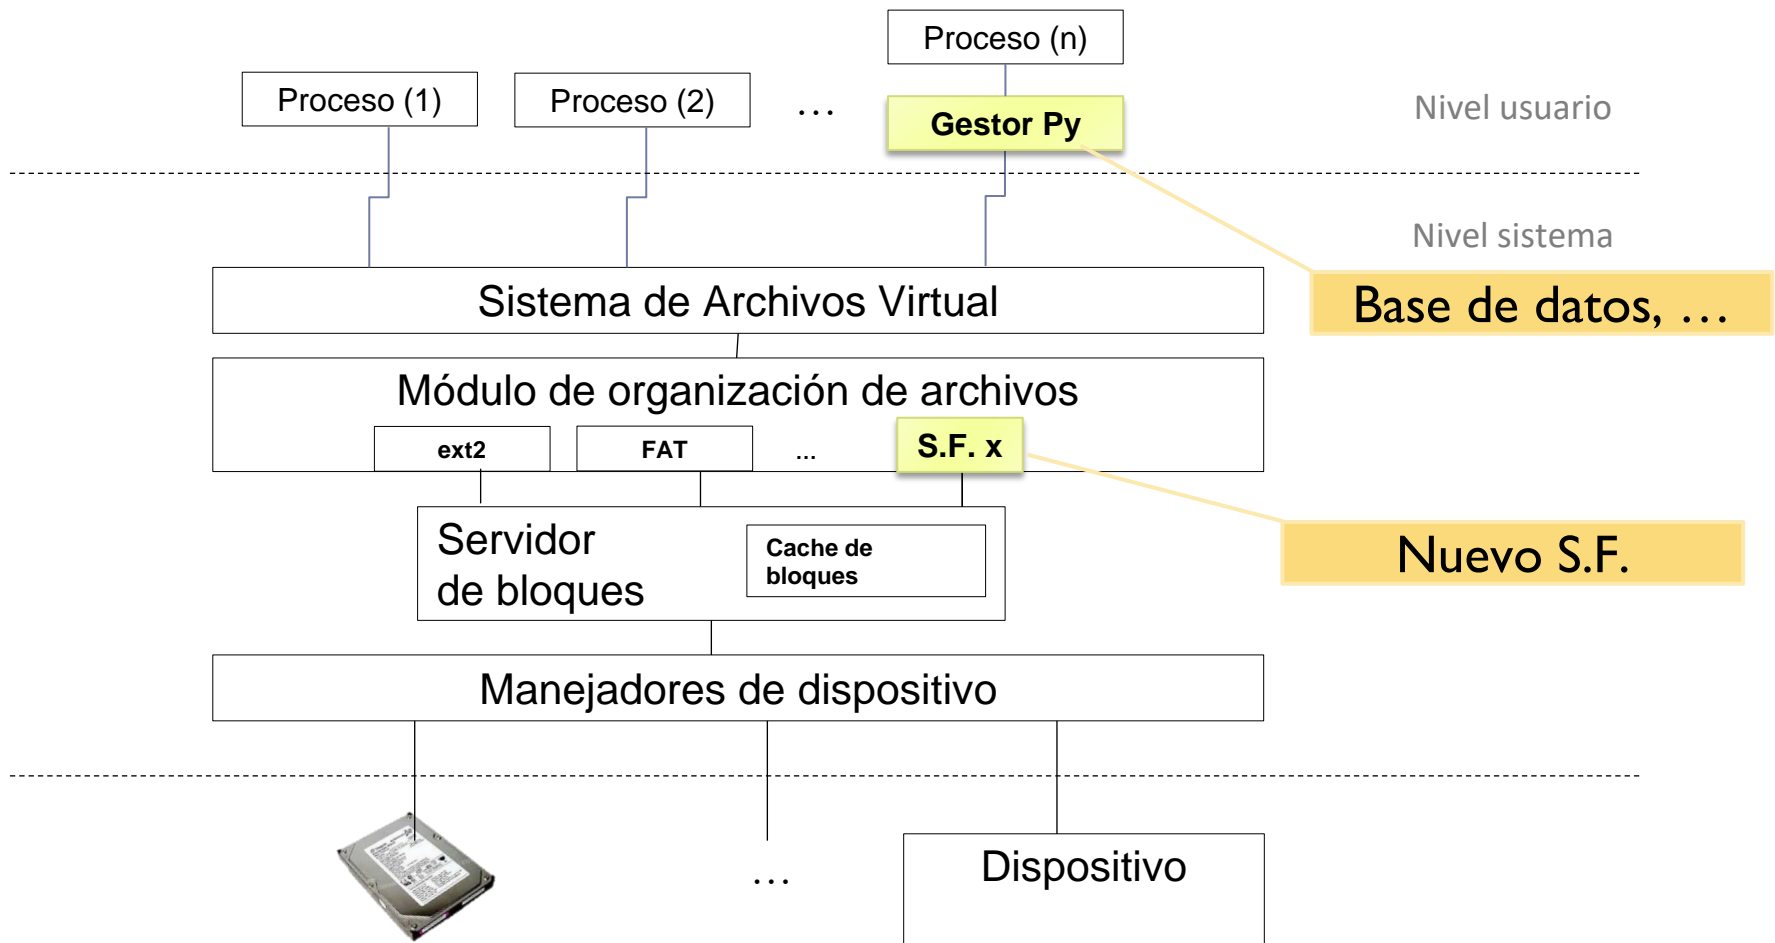 Proceso (n)
Proceso (1)
Proceso (2)
...
Gestor Py
Nivel usuario
Nivel sistema
Sistema de Archivos Virtual
Base de datos, ...
Módulo de organización de archivos
ext2
FAT
...
S.F. x
Servidor
de bloques
Cache de
bloques
Nuevo S.F.
Manejadores de dispositivo
...
Dispositivo